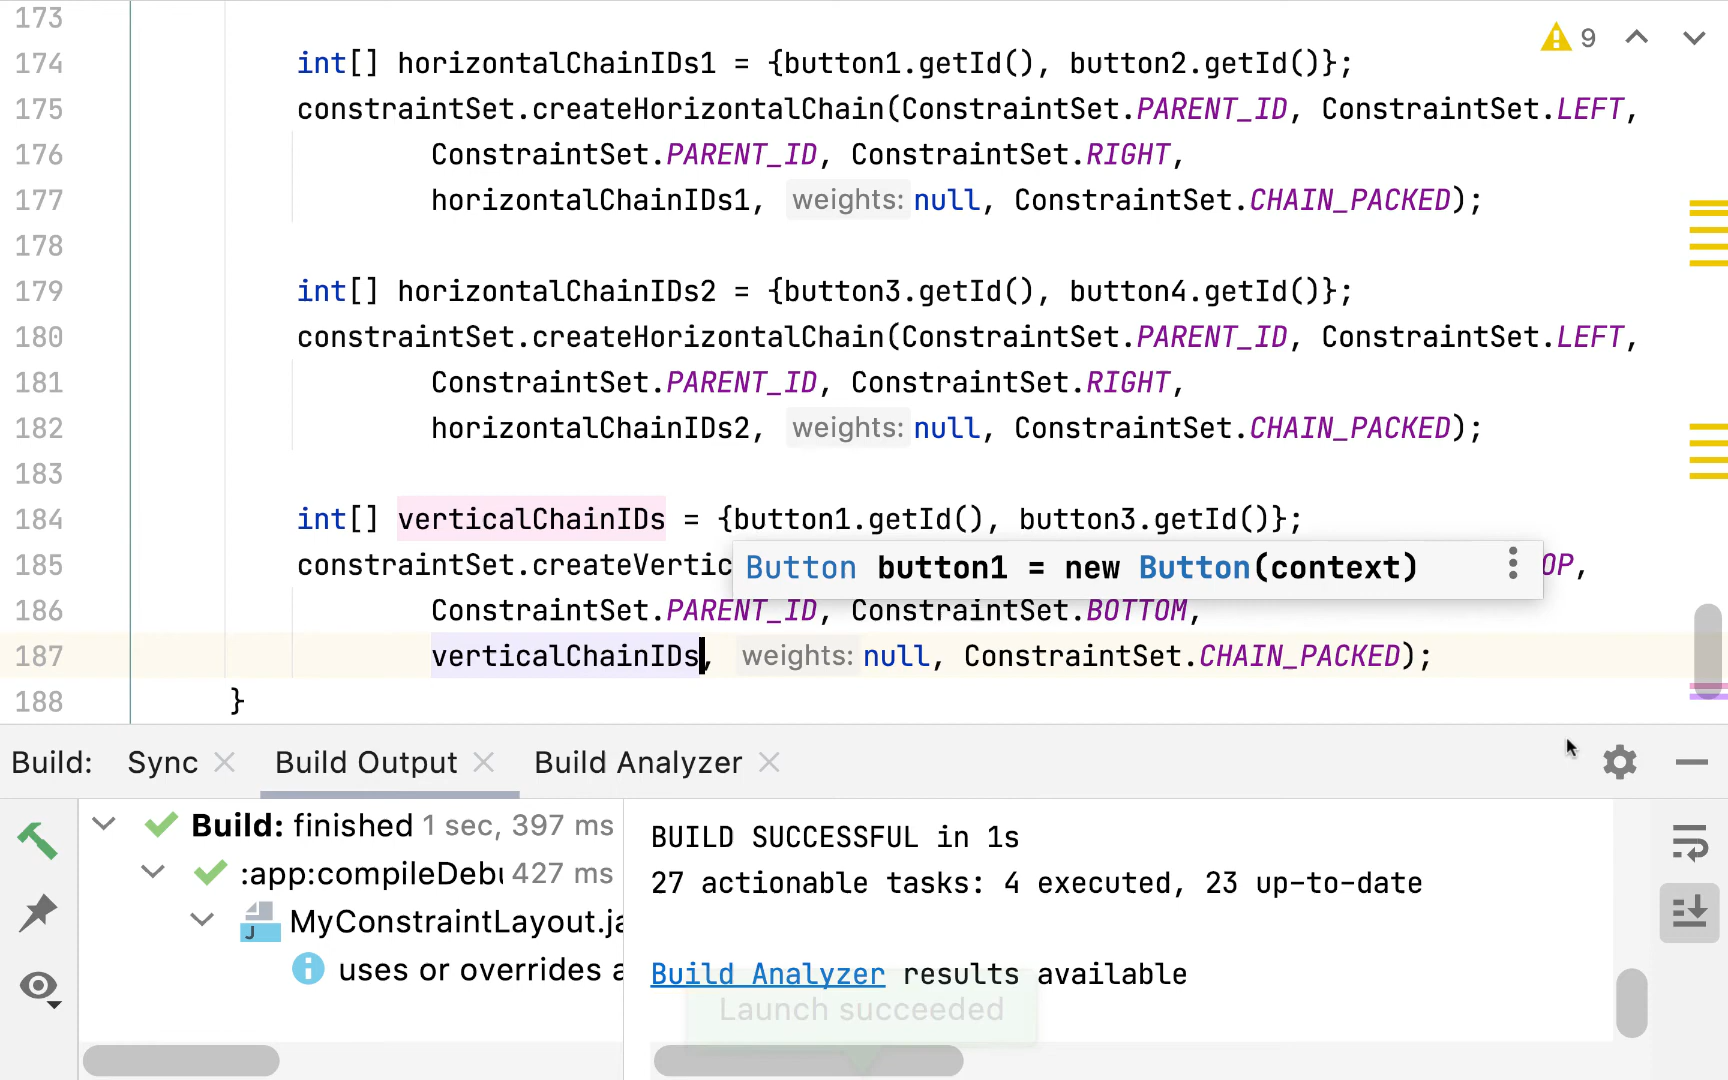 173
9
174 int[] horizontalChainIDs1 = {button1.getId(), button2.getId()};
175 constraintSet.createHorizontalChain(ConstraintSet.PARENT_ID, ConstraintSet.LEFT,
176 ConstraintSet.PARENT_ID, ConstraintSet.RIGHT,
177 horizontalChainIDs1, weights: null, ConstraintSet.CHAIN_PACKED);
178
179 int[] horizontalChainIDs2 = {button3.getId(), button4.getId()};
180 constraintSet.createHorizontalChain(ConstraintSet.PARENT_ID, ConstraintSet.LEFT,
181 ConstraintSet.PARENT_ID, ConstraintSet.RIGHT,
182 horizontalChainIDs2, weights: null, ConstraintSet.CHAIN_PACKED);
183
184 int[] verticalChainIDs = {button1.getId(), button3.getId()};
185 constraintSet.createVertic OP,
Button button1 = new Button(context)
186 ConstraintSet.PARENT_ID, ConstraintSet.BOTTOM,
187 verticalChainIDs, weights: null, ConstraintSet.CHAIN_PACKED);
188 }
Build: Sync Build Output Build Analyzer
Build: finished 1 sec, 397 ms
:app:compileDebu 427 ms
MyConstraintLayout.ja
uses or overrides a
BUILD SUCCESSFUL in 1s
27 actionable tasks: 4 executed, 23 up-to-date
Build Analyzer results available
Launch succeeded